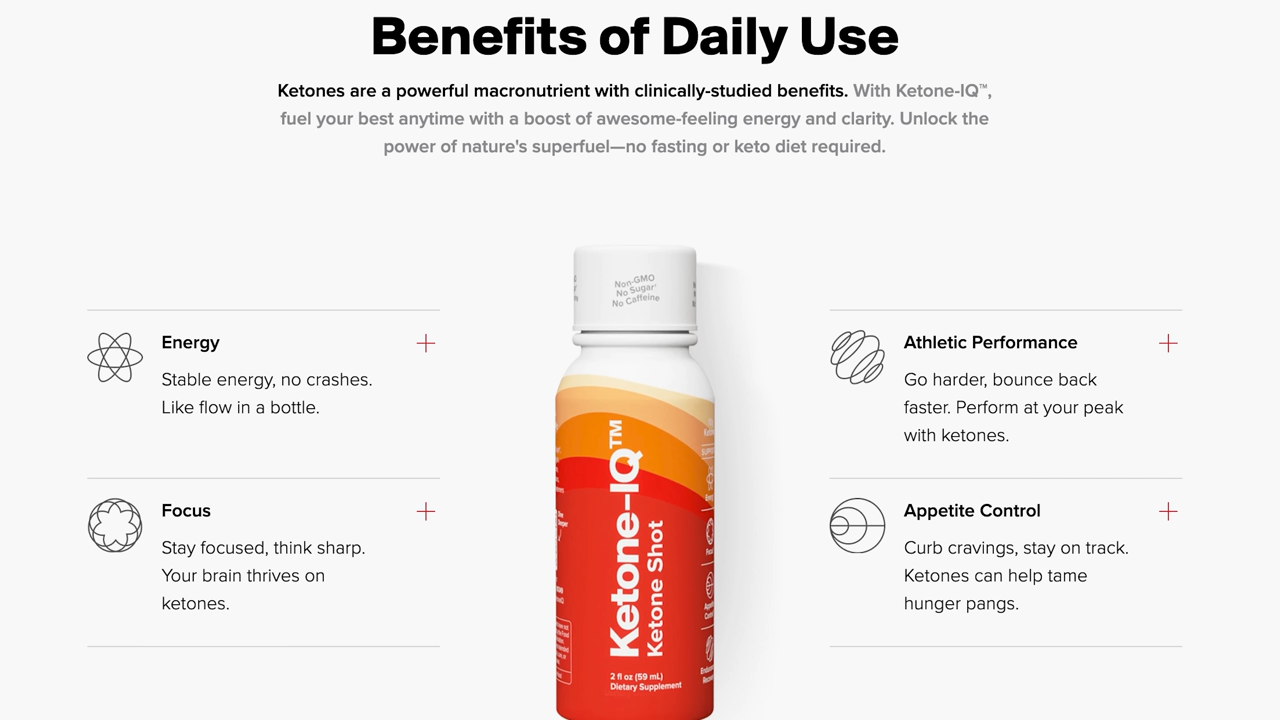 Benefits of Daily Use
Ketones are a powerful macronutrient with clinically-studied benefits. With Ketone-IQ™,
fuel your best anytime with a boost of awesome-feeling energy and clarity. Unlock the
power of nature's superfuel—no fasting or keto diet required.
Energy
Stable energy, no crashes.
Like flow in a bottle.
Focus
Stay focused, think sharp.
Your brain thrives on
ketones.
Non-GMO
No Sugar
No Caffeine
Ketone-IQ™
Ketone Shot
2 fl oz (59 mL)
Dietary Supplement
Athletic Performance
Go harder, bounce back
faster. Perform at your peak
with ketones.
Appetite Control
Curb cravings, stay on track.
Ketones can help tame
hunger pangs.